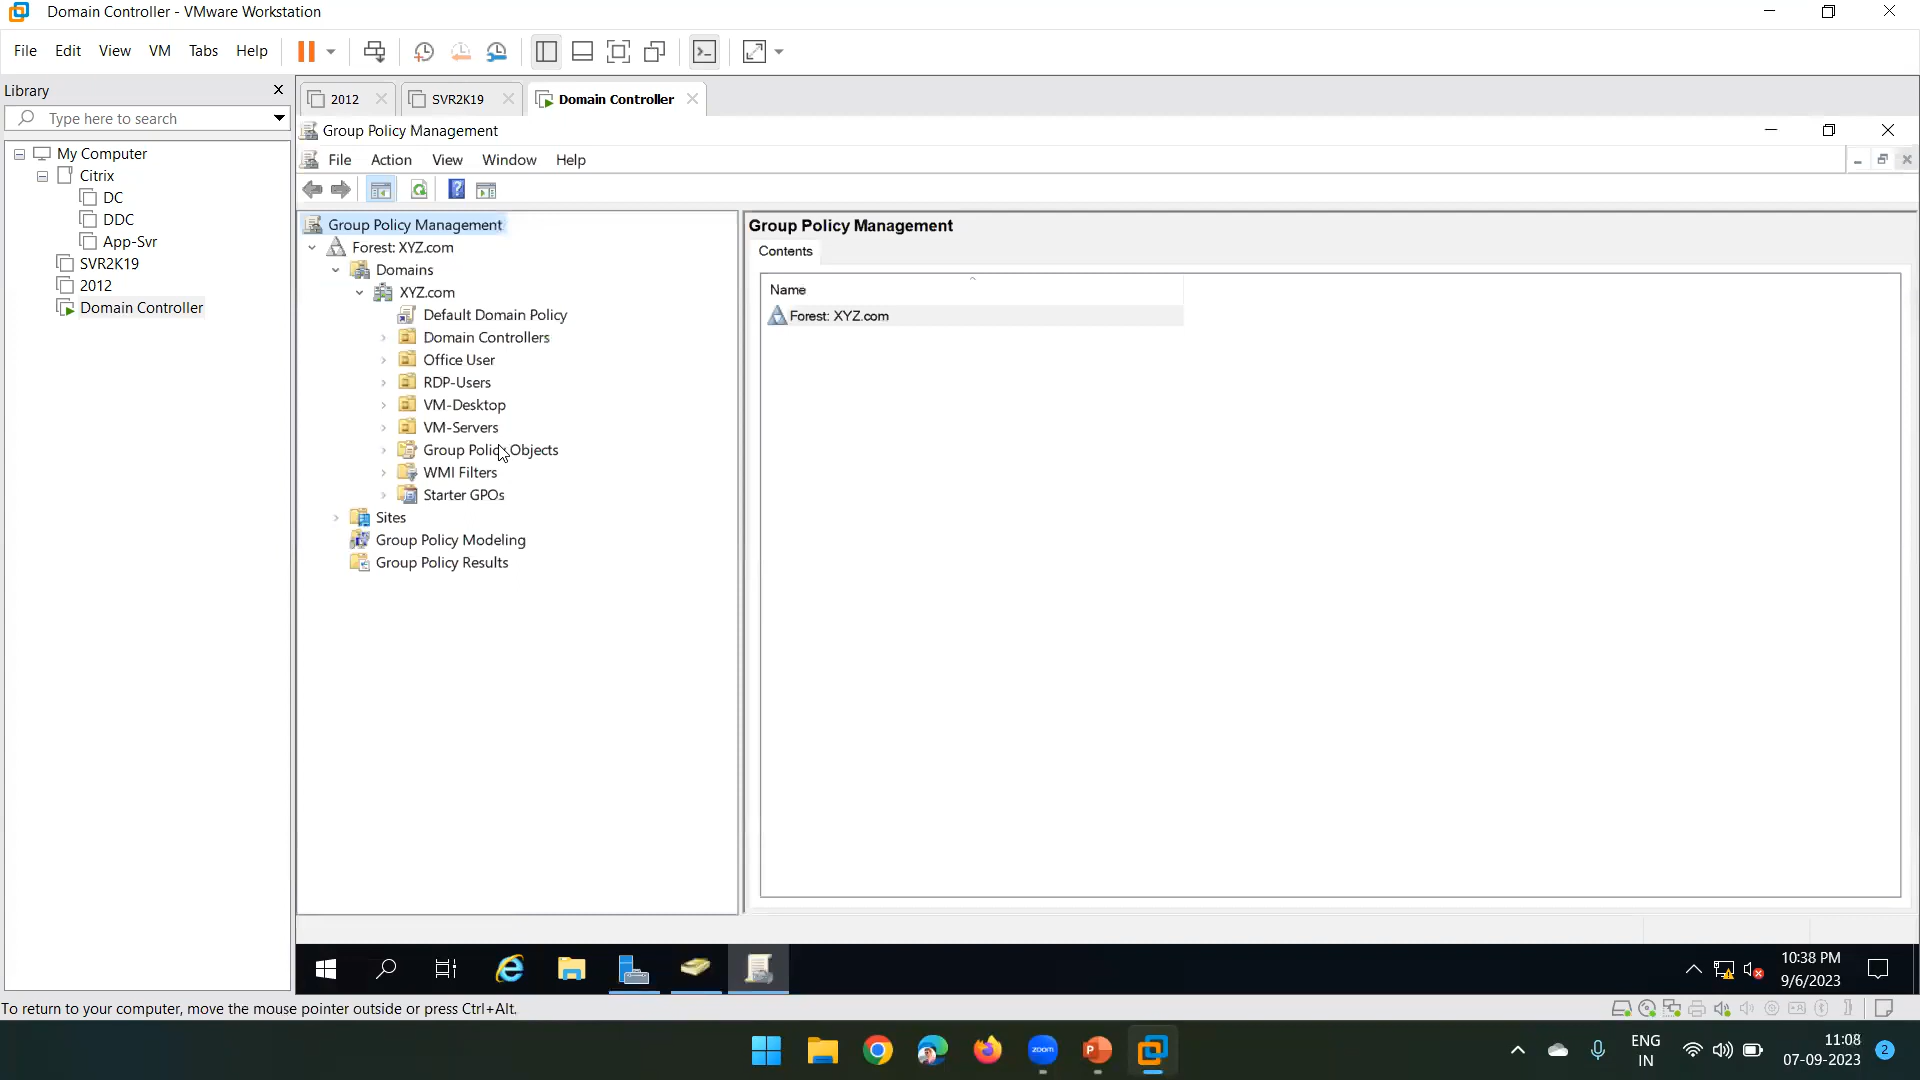 Domain Controller - VMware Workstation
File Edit View VM Tabs Help
Library
Type here to search
My Computer
Citrix
DC
DDC
App-Svr
SVR2K19
2012
Domain Controller
2012 SVR2K19 Domain Controller
Group Policy Management
File Action View Window Help
Group Policy Management
Forest: XYZ.com
Domains
XYZ.com
Default Domain Policy
Domain Controllers
Office User
RDP-Users
VM-Desktop
VM-Servers
Group Policy Objects
WMI Filters
Starter GPOs
Sites
Group Policy Modeling
Group Policy Results
Group Policy Management
Contents
Name
Forest: XYZ.com
10:38 PM
9/6/2023
To return to your computer, move the mouse pointer outside or press Ctrl+Alt.
zoom
P
ENG
IN
11:08
07-09-2023
2